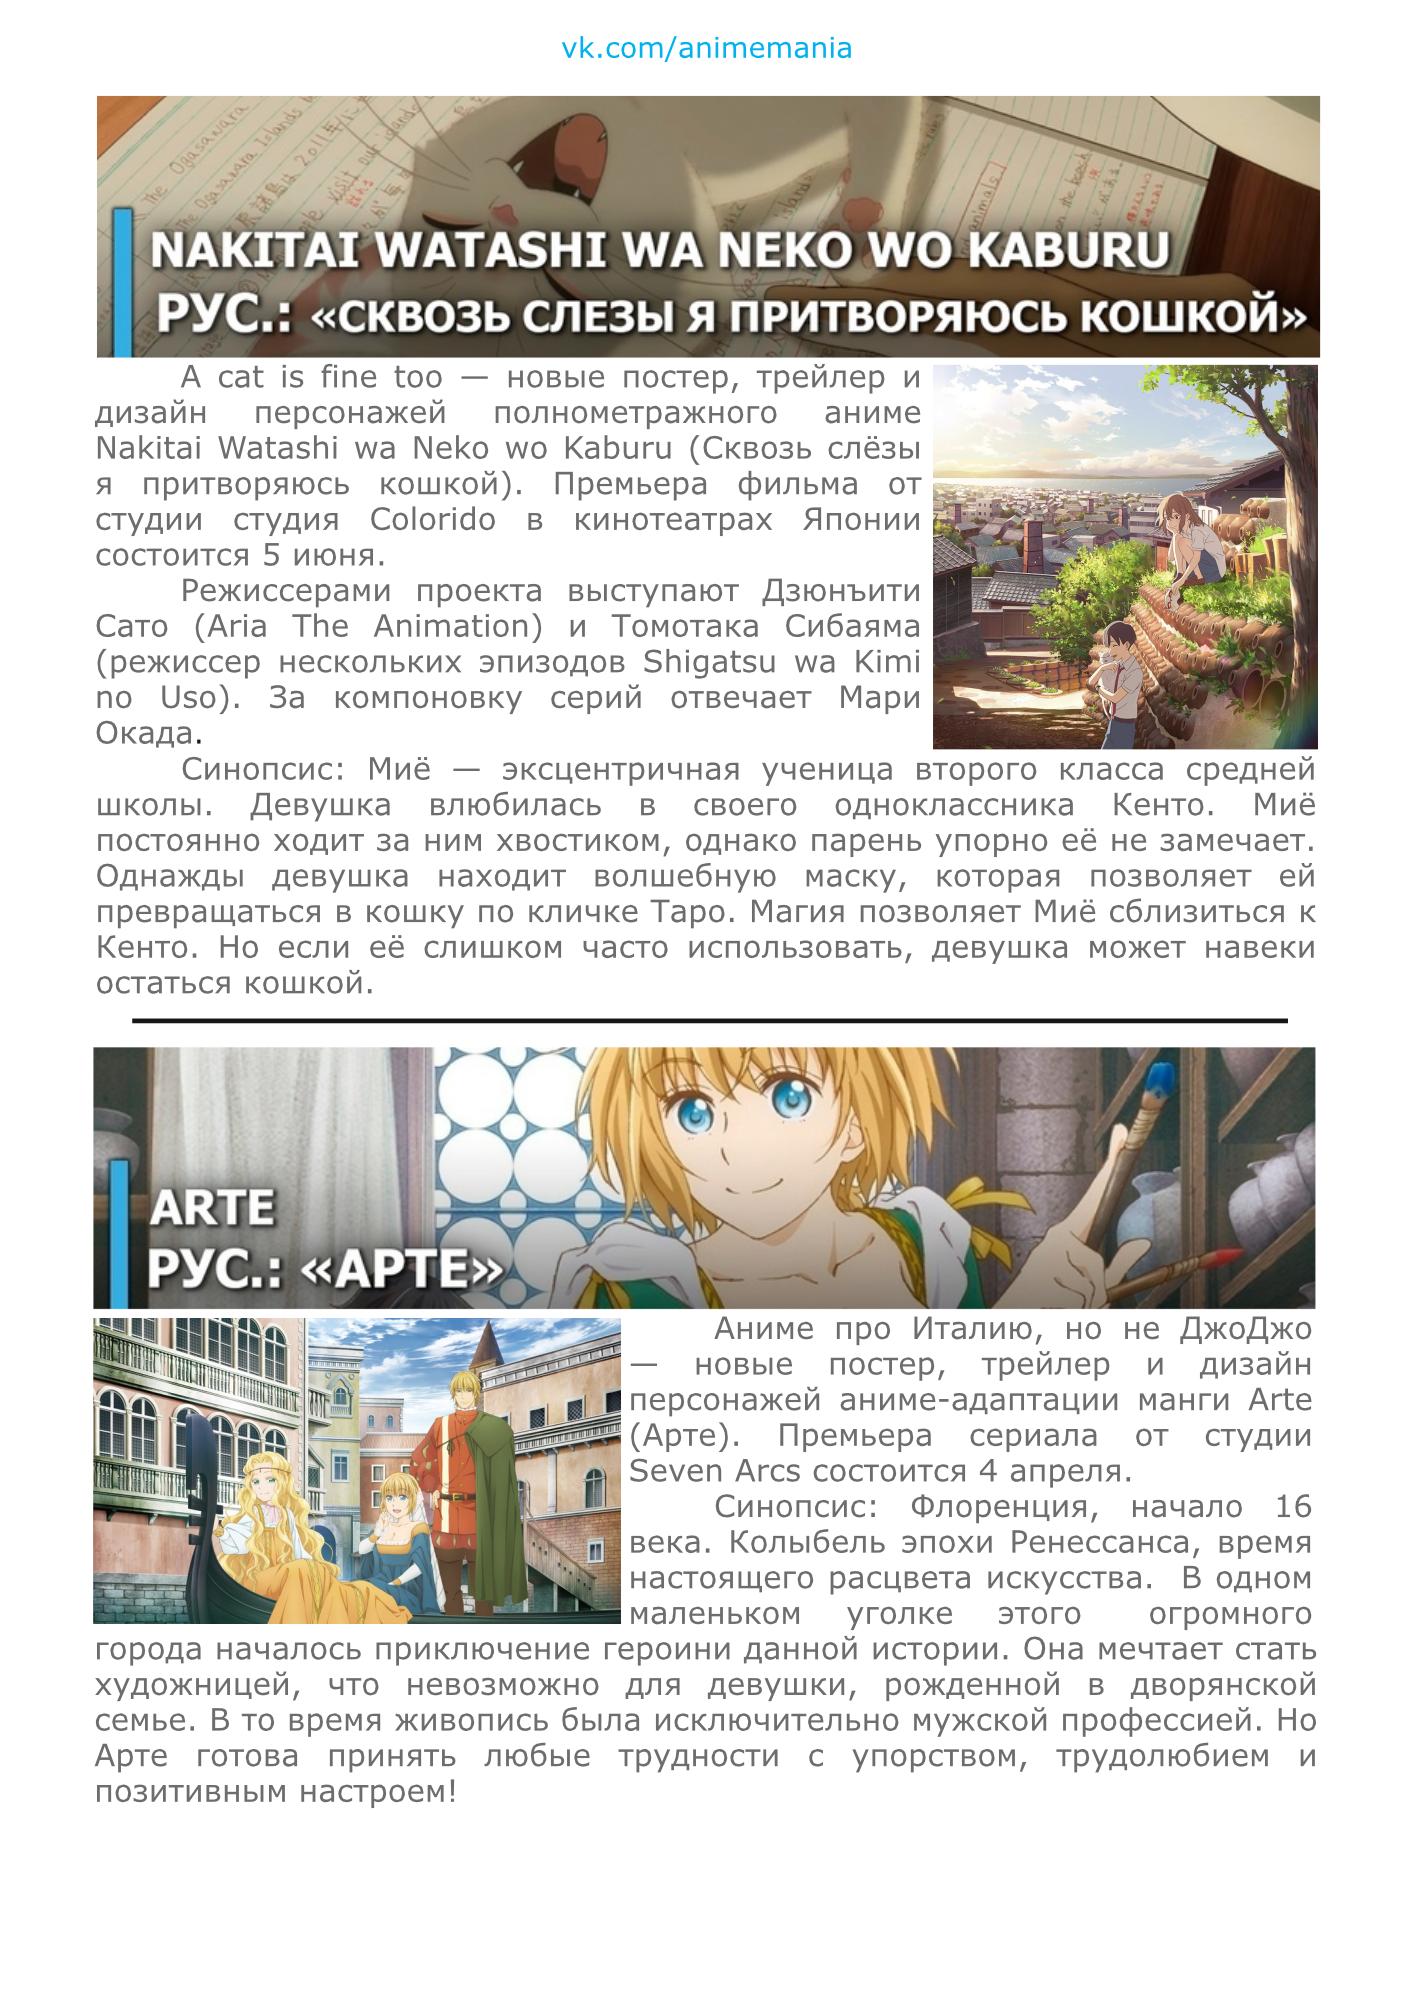 vk.com/animemania
NAKITAI WATASHI WA NEKO WO KABURU
РУС.: «СКВОЗЬ СЛЕЗЫ Я ПРИТВОРЯЮСЬ КОШКОЙ»
A cat is fine too — новые постер, трейлер и
дизайн персонажей полнометражного аниме
Nakitai Watashi wa Neko wo Kaburu (Сквозь слёзы
я притворяюсь кошкой). Премьера фильма от
студии студия Colorido в кинотеатрах Японии
состоится 5 июня.
Режиссерами проекта выступают Дзюнъити
Сато (Aria The Animation) и Томотака Сибаяма
(режиссер нескольких эпизодов Shigatsu wa Kimi
no Uso). За компоновку серий отвечает Мари
Окада.
Синопсис: Миё — эксцентричная ученица второго класса средней
школы. Девушка влюбилась в своего одноклассника Кенто. Миё
постоянно ходит за ним хвостиком, однако парень упорно её не замечает.
Однажды девушка находит волшебную маску, которая позволяет ей
превращаться в кошку по кличке Таро. Магия позволяет Миё сблизиться к
Кенто. Но если её слишком часто использовать, девушка может навеки
остаться кошкой.
ARTE
РУС.: «АРТЕ»
Аниме про Италию, но не ДжоДжо
— новые постер, трейлер и дизайн
персонажей аниме-адаптации манги Arte
(Арте). Премьера сериала от студии
Seven Arcs состоится 4 апреля.
Синопсис: Флоренция, начало 16
века. Колыбель эпохи Ренессанса, время
настоящего расцвета искусства. В одном
маленьком уголке этого огромного
города началось приключение героини данной истории. Она мечтает стать
художницей, что невозможно для девушки, рожденной в дворянской
семье. В то время живопись была исключительно мужской профессией. Но
Арте готова принять любые трудности с упорством, трудолюбием и
позитивным настроем!